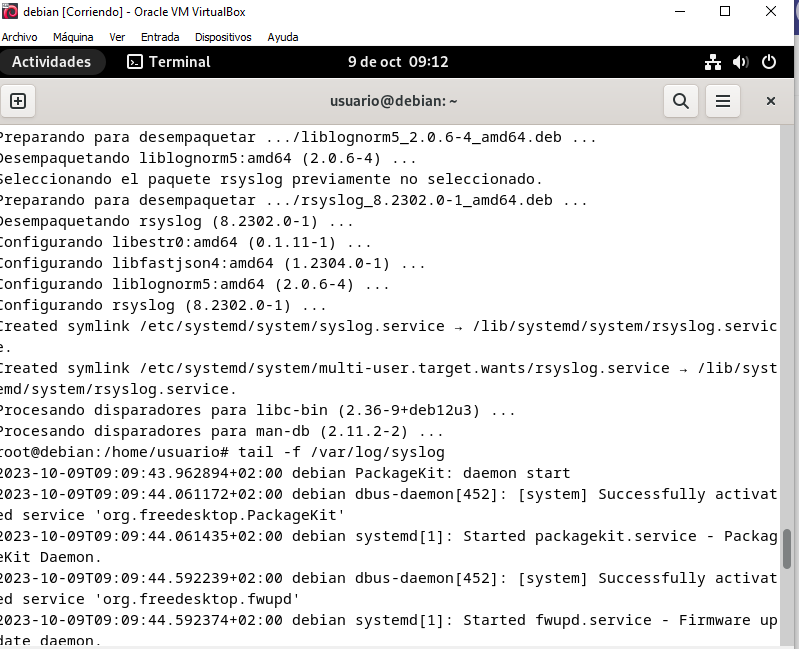 debian [Corriendo] - Oracle VM VirtualBox
Archivo Máquina Ver Entrada Dispositivos Ayuda
Actividades Terminal 9 de oct 09:12
usuario@debian: ~
Preparando para desempaquetar .../liblognorm5_2.0.6-4_amd64.deb ...
Desempaquetando liblognorm5:amd64 (2.0.6-4) ...
Seleccionando el paquete rsyslog previamente no seleccionado.
Preparando para desempaquetar .../rsyslog_8.2302.0-1_amd64.deb ...
Desempaquetando rsyslog (8.2302.0-1) ...
Configurando libestr0:amd64 (0.1.11-1) ...
Configurando libfastjson4:amd64 (1.2304.0-1) ...
Configurando liblognorm5:amd64 (2.0.6-4) ...
Configurando rsyslog (8.2302.0-1) ...
Created symlink /etc/systemd/system/syslog.service → /lib/systemd/system/rsyslog.servic
e.
Created symlink /etc/systemd/system/multi-user.target.wants/rsyslog.service → /lib/syst
emd/system/rsyslog.service.
Procesando disparadores para libc-bin (2.36-9+deb12u3) ...
Procesando disparadores para man-db (2.11.2-2) ...
root@debian:/home/usuario# tail -f /var/log/syslog
2023-10-09T09:09:43.962894+02:00 debian PackageKit: daemon start
2023-10-09T09:09:44.061172+02:00 debian dbus-daemon[452]: [system] Successfully activat
ed service 'org.freedesktop.PackageKit'
2023-10-09T09:09:44.061435+02:00 debian systemd[1]: Started packagekit.service - Packag
eKit Daemon.
2023-10-09T09:09:44.592239+02:00 debian dbus-daemon[452]: [system] Successfully activat
ed service 'org.freedesktop.fwupd'
2023-10-09T09:09:44.592374+02:00 debian systemd[1]: Started fwupd.service - Firmware up
date daemon.